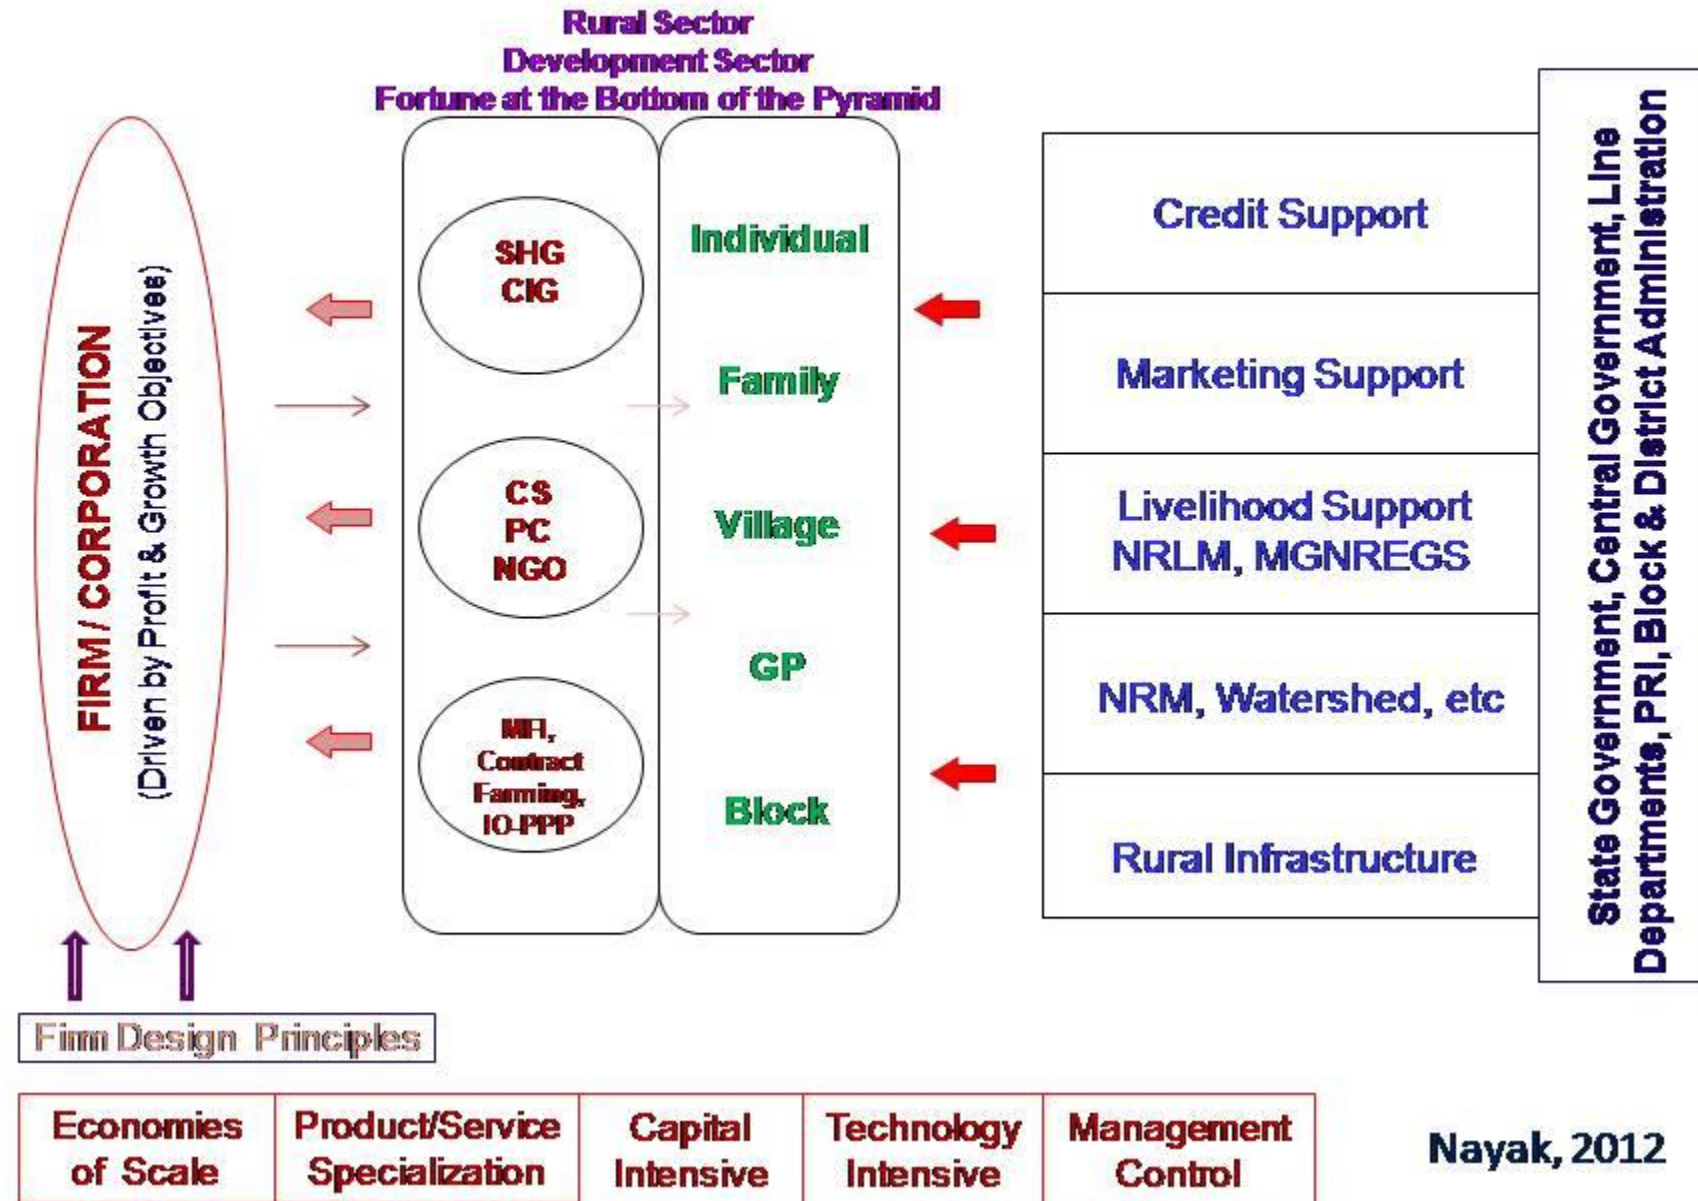 Rural Sector
Development Sector
Fortune at the Bottom of the Pyramid
FIRM / CORPORATION
(Driven by Profit & Growth Objectives)
SHG
CIG
CS
PC
NGO
MFI,
Contract
Farming,
IO-PPP
Individual
Family
Village
GP
Block
Credit Support
Marketing Support
Livelihood Support
NRLM, MGNREGS
NRM, Watershed, etc
Rural Infrastructure
State Government, Central Government, Line
Departments, PRI, Block & District Administration
Firm Design Principles
Economies
of Scale
Product/Service
Specialization
Capital
Intensive
Technology
Intensive
Management
Control
Nayak, 2012